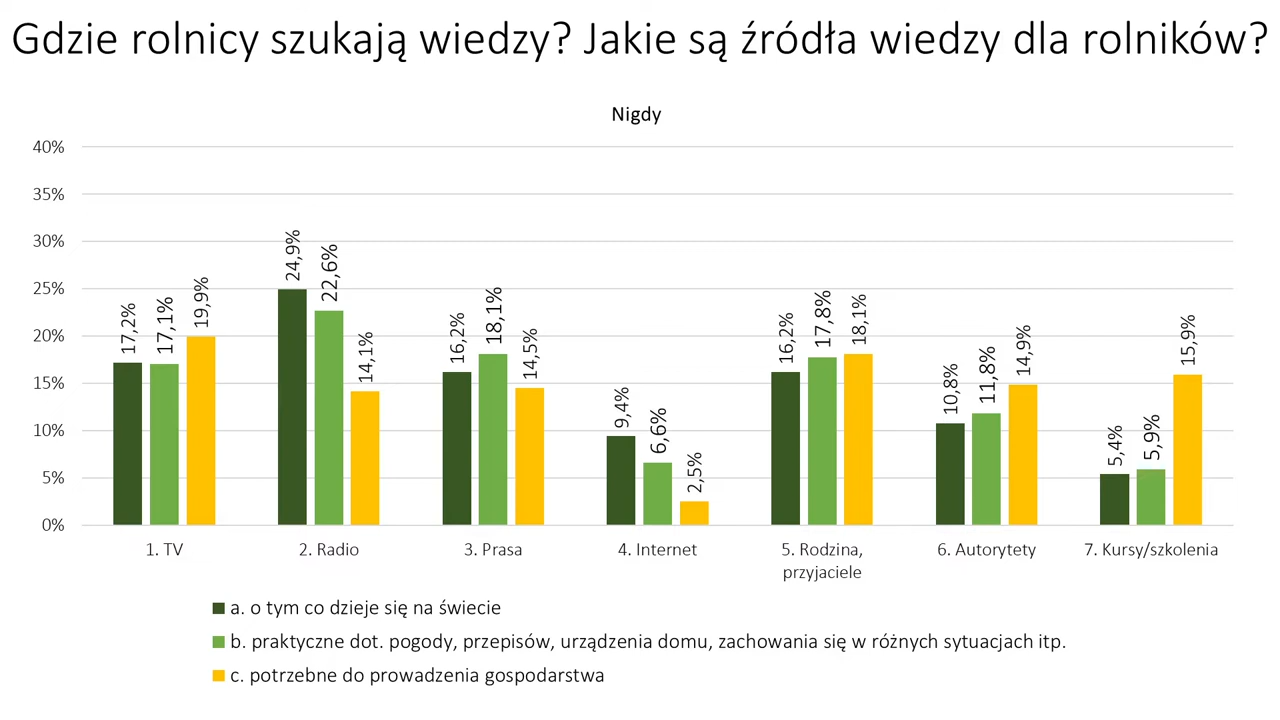 Gdzie rolnicy szukają wiedzy? Jakie są źródła wiedzy dla rolników?
Nigdy
40%
35%
30%
25%
20%
15%
10%
5%
0%
17,2%
17,1%
19,9%
24,9%
22,6%
14,1%
16,2%
18,1%
14,5%
9,4%
6,6%
2,5%
16,2%
17,8%
18,1%
10,8%
11,8%
14,9%
5,4%
5,9%
15,9%
1. TV
2. Radio
3. Prasa
4. Internet
5. Rodzina,
przyjaciele
6. Autorytety
7. Kursy/szkolenia
a. o tym co dzieje się na świecie
b. praktyczne dot. pogody, przepisów, urządzenia domu, zachowania się w różnych sytuacjach itp.
c. potrzebne do prowadzenia gospodarstwa